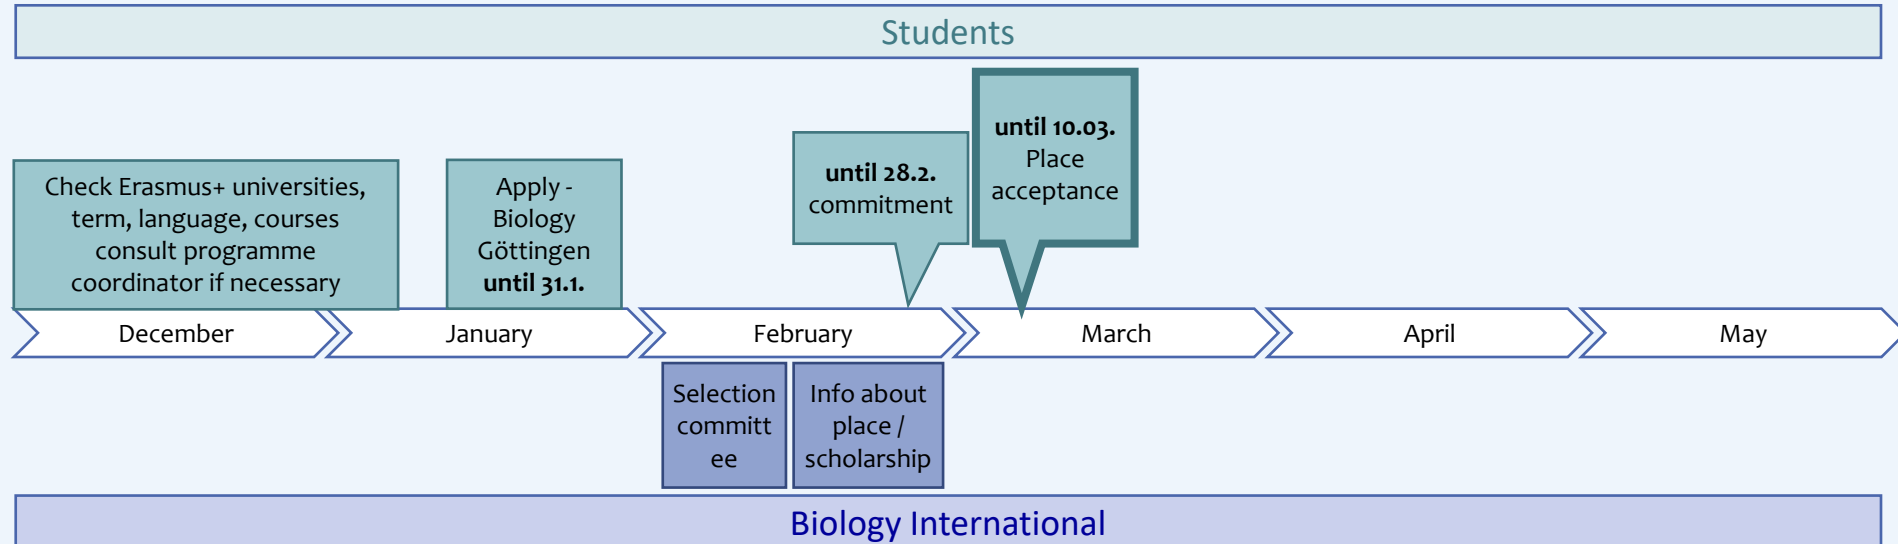 Students
Check Erasmus+ universities,
term, language, courses
consult programme
coordinator if necessary
Apply -
Biology
Göttingen
until 31.1.
until 28.2.
commitment
until 10.03.
Place
acceptance
December
January
February
March
April
May
Selection
committ
ee
Info about
place /
scholarship
Biology International